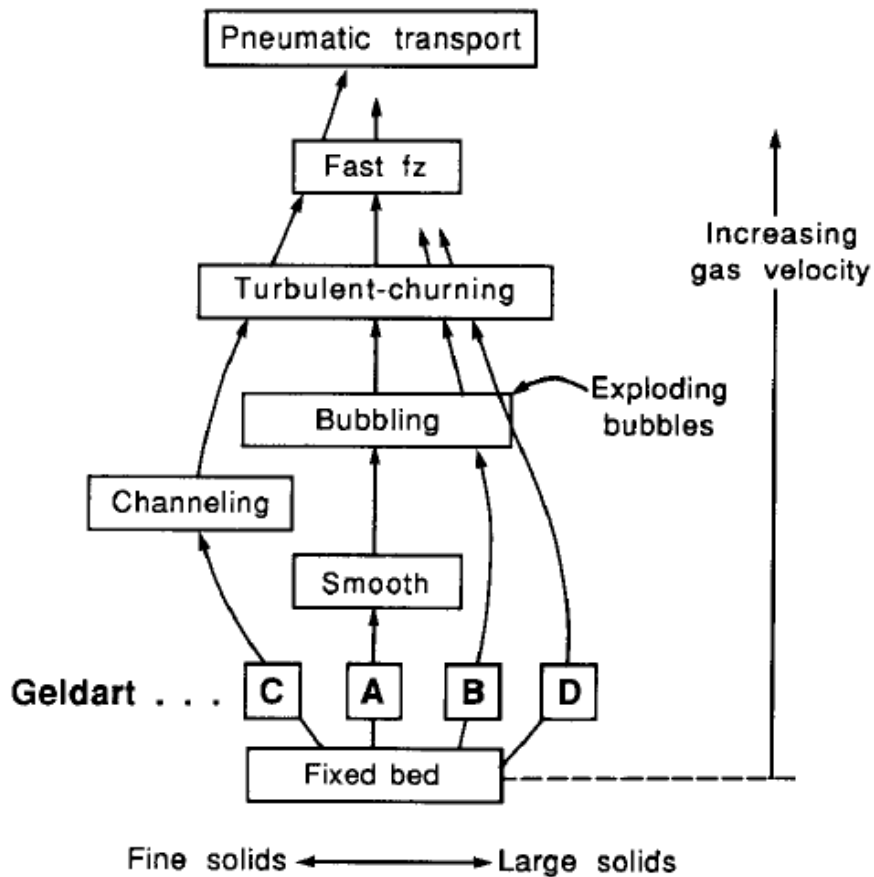 Pneumatic transport
Fast fz
Increasing
gas velocity
Turbulent-churning
Exploding
bubbles
Bubbling
Channeling
Smooth
Geldart . . . C A B D
Fixed bed
Fine solids Large solids